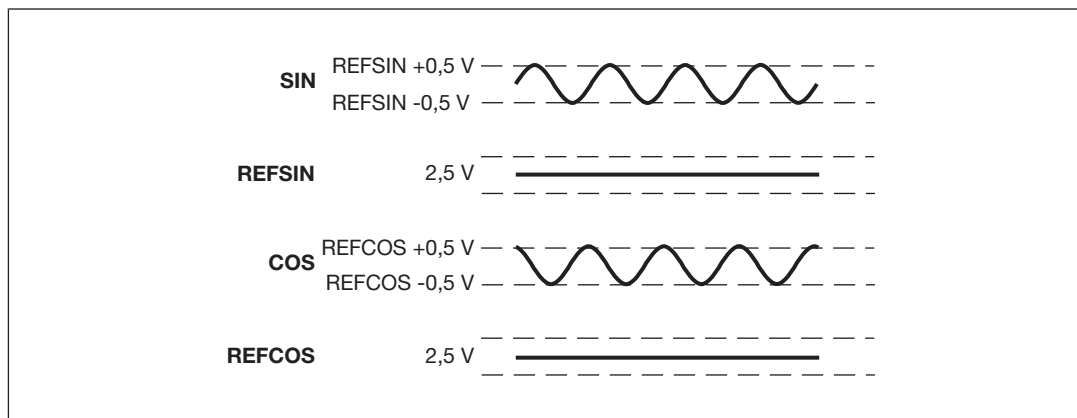 REFSIN +0,5 V
SIN
REFSIN -0,5 V
REFSIN 2,5 V
REFCOS +0,5 V
COS
REFCOS -0,5 V
REFCOS 2,5 V